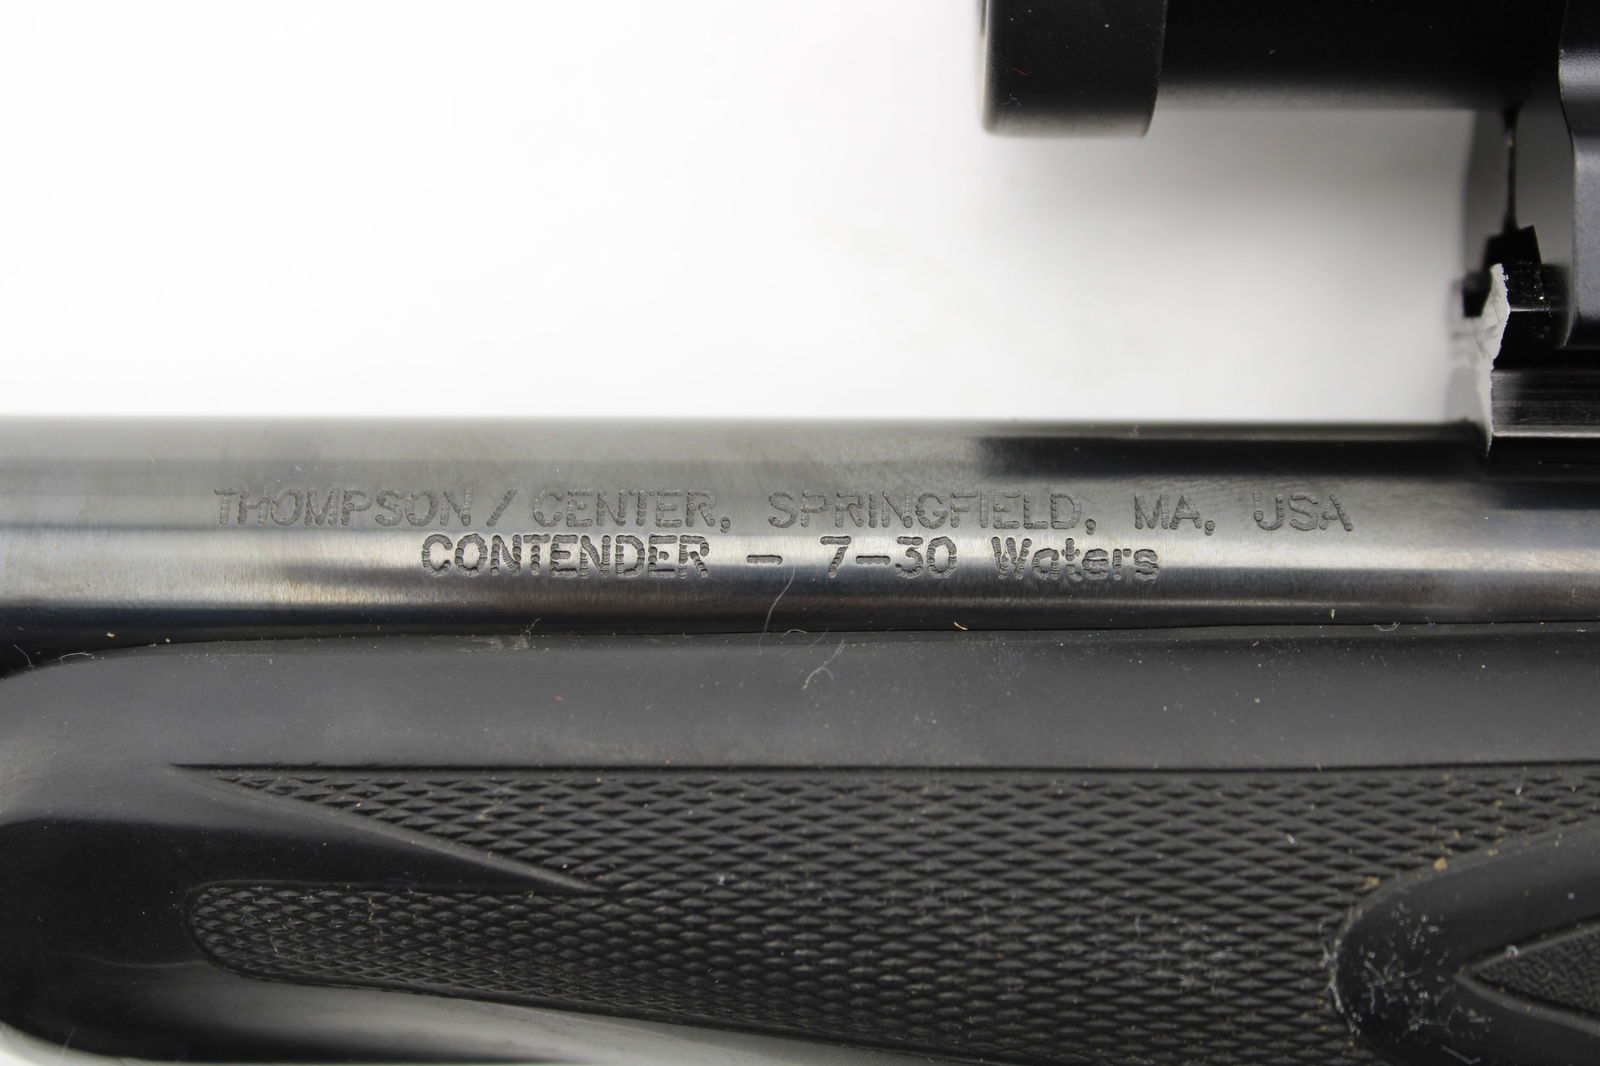 THOMPSON / CENTER, SPRINGFIELD, MA, USA
CONTENDER - 7-30 Waters